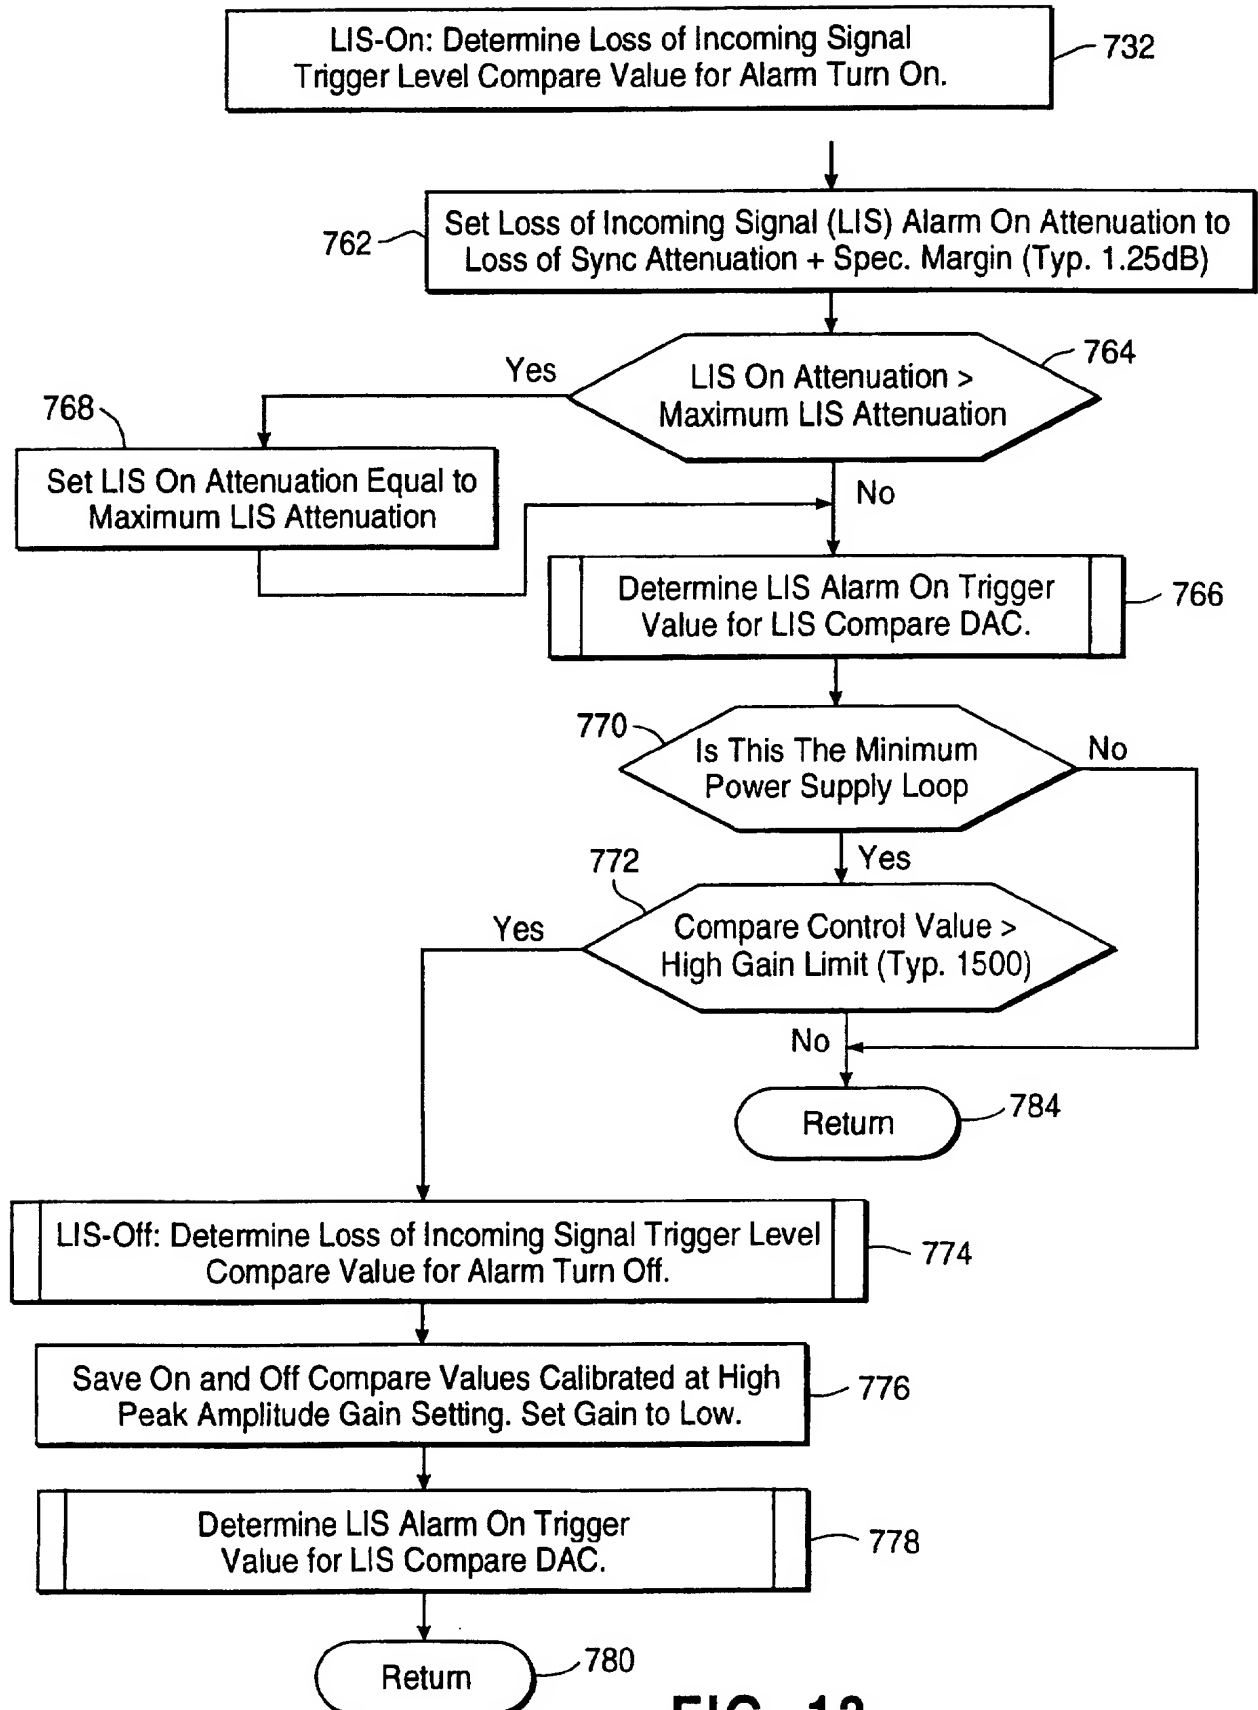 LIS-On: Determine Loss of Incoming Signal
Trigger Level Compare Value for Alarm Turn On.
732
762
Set Loss of Incoming Signal (LIS) Alarm On Attenuation to
Loss of Sync Attenuation + Spec. Margin (Typ. 1.25dB)
764
LIS On Attenuation >
Maximum LIS Attenuation
Yes
768
Set LIS On Attenuation Equal to
Maximum LIS Attenuation
No
Determine LIS Alarm On Trigger
Value for LIS Compare DAC.
766
770
Is This The Minimum
Power Supply Loop
No
Yes
772
Compare Control Value >
High Gain Limit (Typ. 1500)
Yes
No
Return
784
LIS-Off: Determine Loss of Incoming Signal Trigger Level
Compare Value for Alarm Turn Off.
774
Save On and Off Compare Values Calibrated at High
Peak Amplitude Gain Setting. Set Gain to Low.
776
Determine LIS Alarm On Trigger
Value for LIS Compare DAC.
778
Return
780